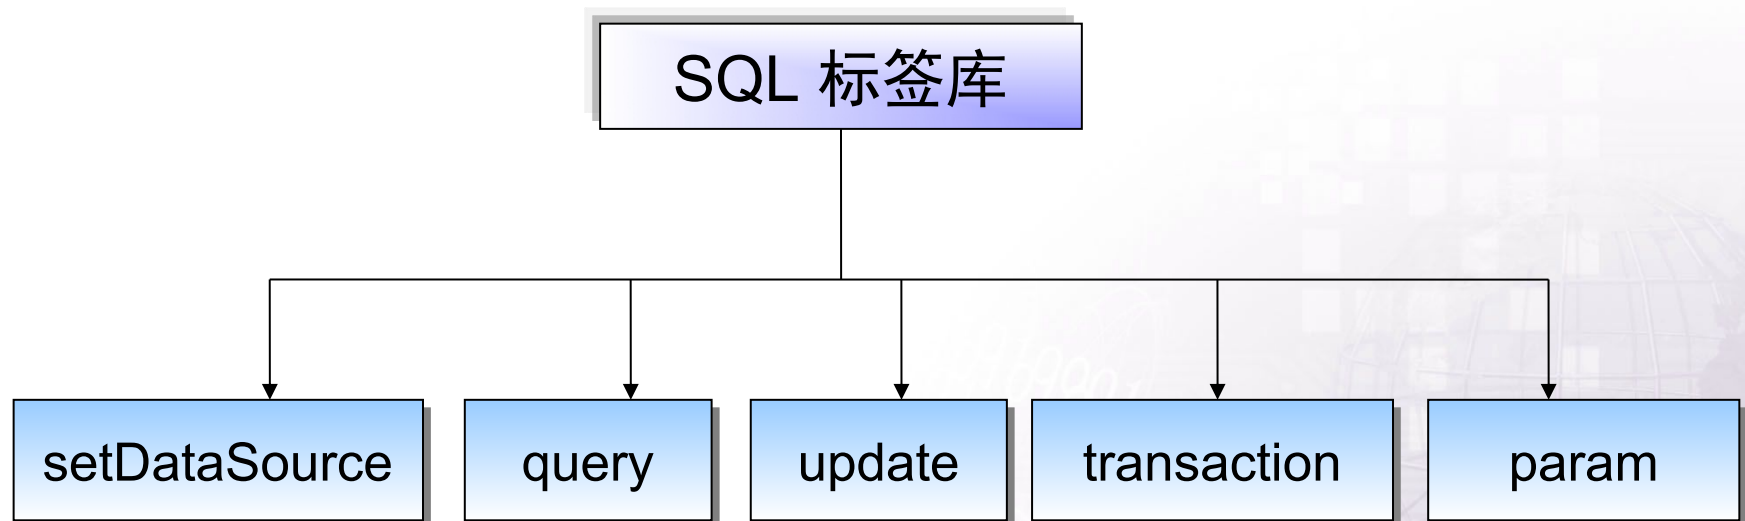 SQL 标签库
setDataSource query update transaction param